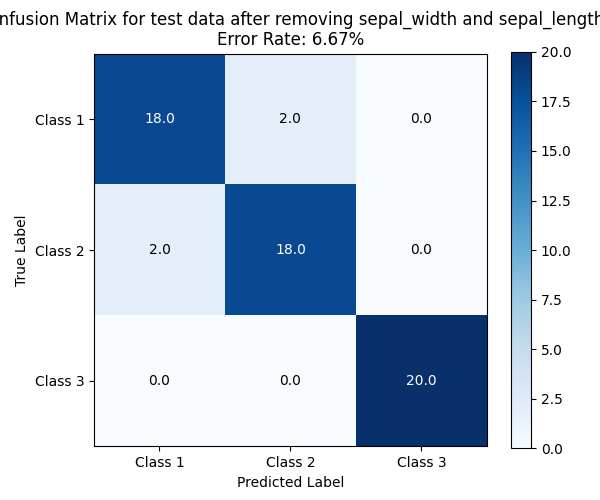 nfusion Matrix for test data after removing sepal_width and sepal_length
Error Rate: 6.67%
True Label
Class 1
18.0 2.0 0.0
Class 2
2.0 18.0 0.0
Class 3
0.0 0.0 20.0
Class 1 Class 2 Class 3
Predicted Label
20.0
17.5
15.0
12.5
10.0
7.5
5.0
2.5
0.0